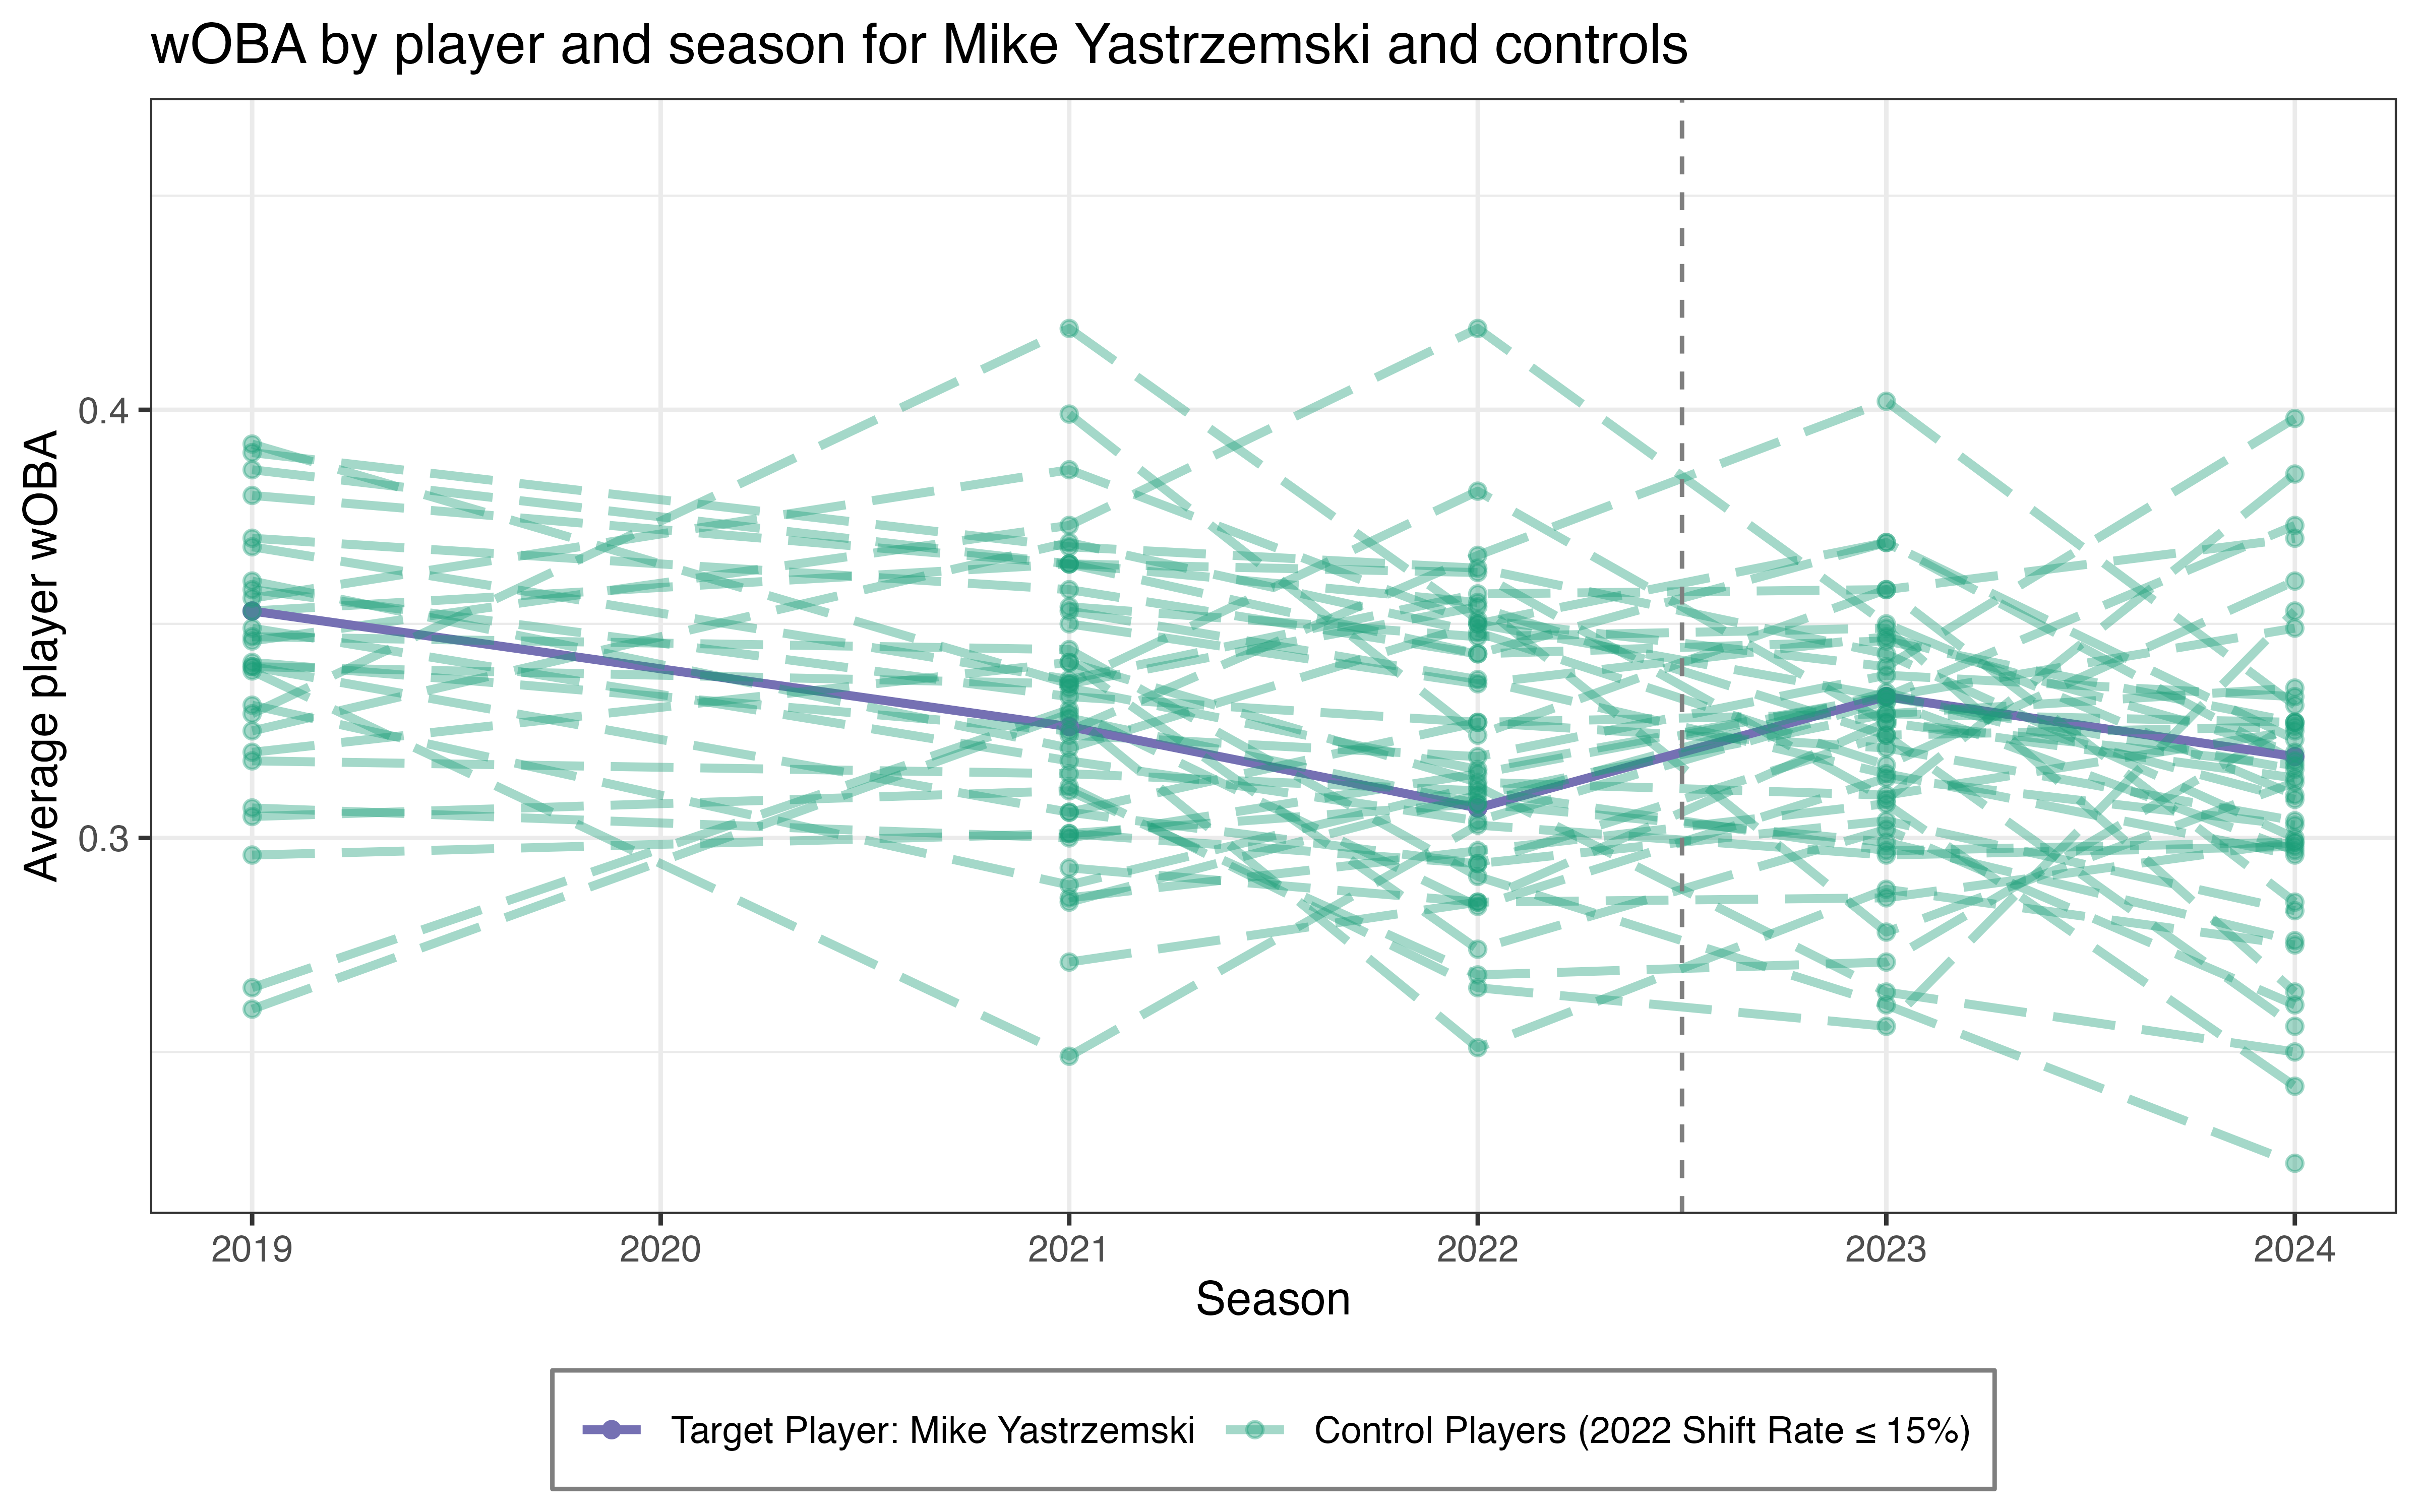 wOBA by player and season for Mike Yastrzemski and controls
Average player wOBA
0.4
0.3
2019 2020 2021 2022 2023 2024
Season
Target Player: Mike Yastrzemski Control Players (2022 Shift Rate ≤ 15%)